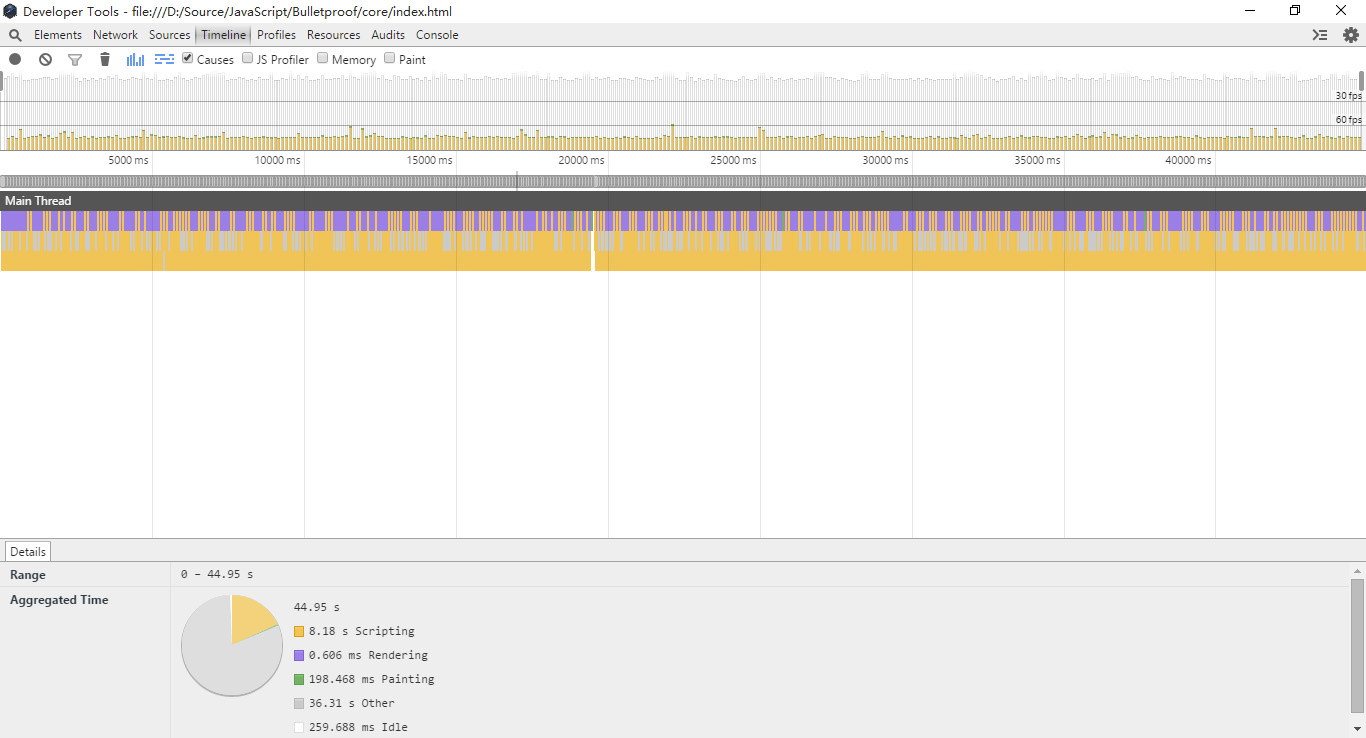 Developer Tools - file:///D:/Source/JavaScript/Bulletproof/core/index.html
Elements Network Sources Timeline Profiles Resources Audits Console
Causes JS Profiler Memory Paint
30 fps
60 fps
5000 ms 10000 ms 15000 ms 20000 ms 25000 ms 30000 ms 35000 ms 40000 ms
Main Thread
Details
Range 0 – 44.95 s
Aggregated Time
44.95 s
8.18 s Scripting
0.606 ms Rendering
198.468 ms Painting
36.31 s Other
259.688 ms Idle